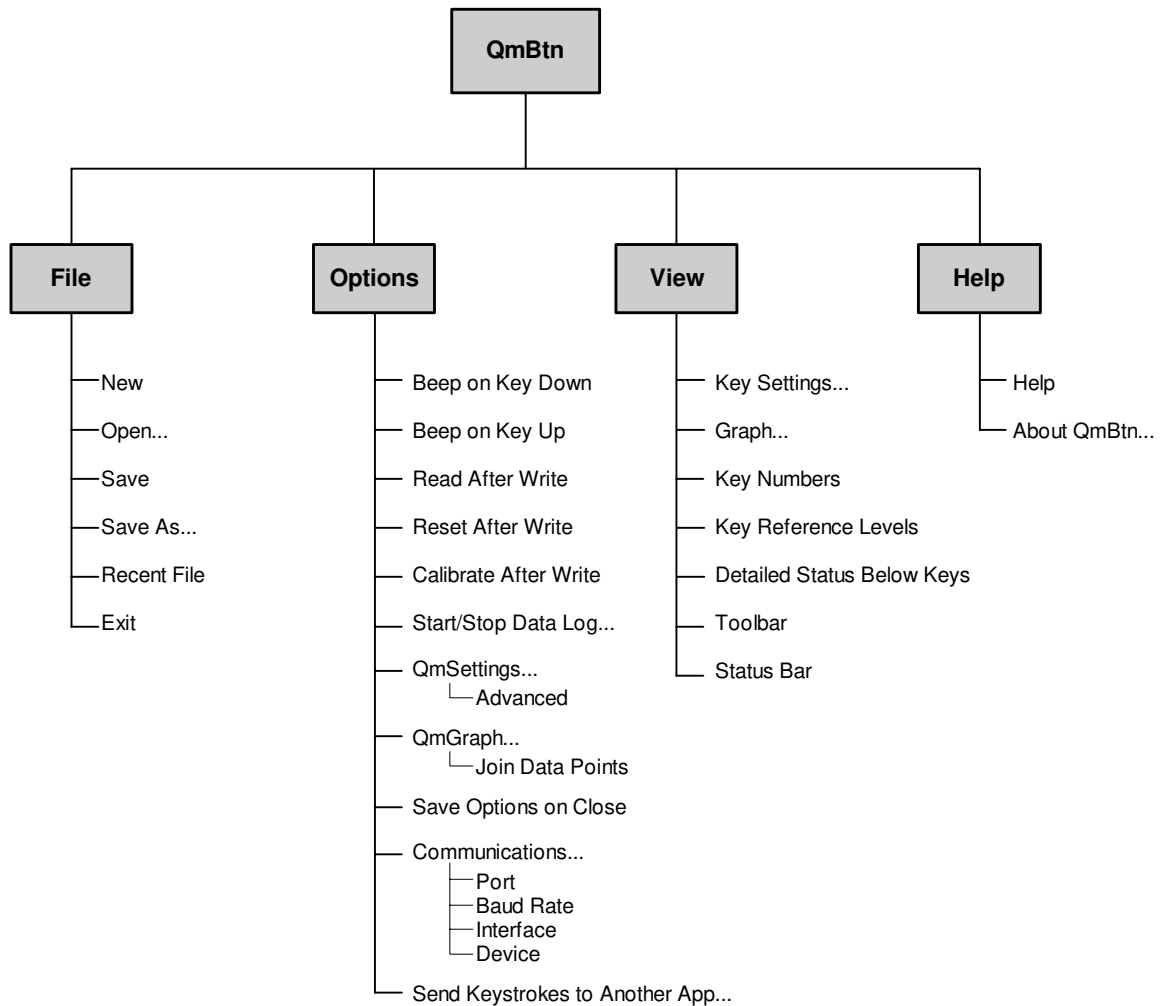 QmBtn
File
Options
View
Help
New
Open...
Save
Save As...
Recent File
Exit
Beep on Key Down
Beep on Key Up
Read After Write
Reset After Write
Calibrate After Write
Start/Stop Data Log...
QmSettings...
Advanced
QmGraph...
Join Data Points
Save Options on Close
Communications...
Port
Baud Rate
Interface
Device
Send Keystrokes to Another App...
Key Settings...
Graph...
Key Numbers
Key Reference Levels
Detailed Status Below Keys
Toolbar
Status Bar
Help
About QmBtn...